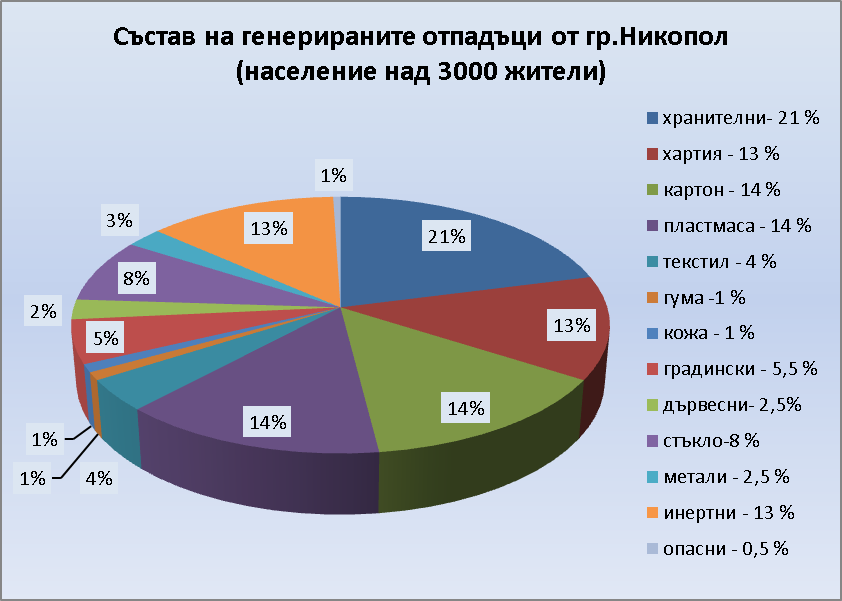 Състав на генерираните отпадъци от гр.Никопол
(население над 3000 жители)
хранителни- 21 %
хартия - 13 %
картон - 14 %
пластмаса - 14 %
текстил - 4 %
гума -1 %
кожа - 1 %
градински - 5,5 %
дървесни- 2,5%
стъкло-8 %
метали - 2,5 %
инертни - 13 %
опасни - 0,5 %
1%
3%
13%
21%
8%
2%
5%
13%
14%
14%
1%
1%
4%